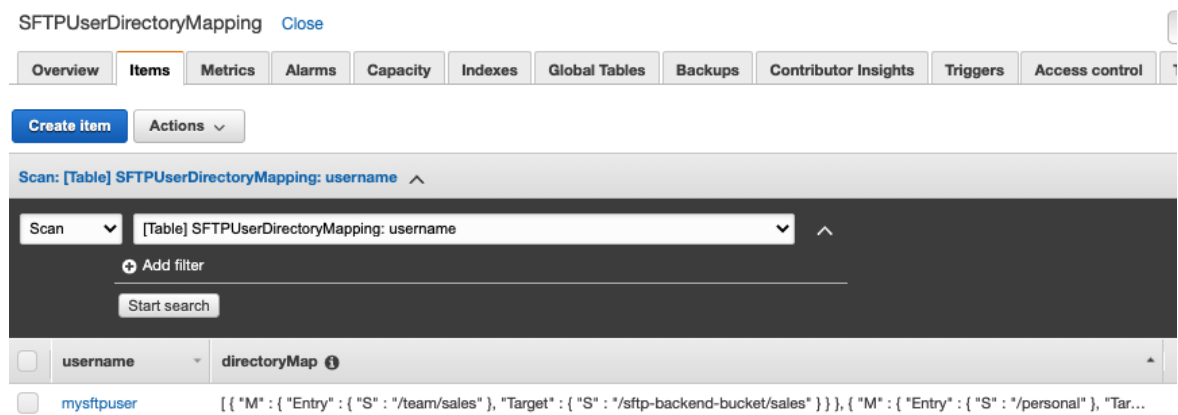 SFTPUserDirectoryMapping Close
Overview Items Metrics Alarms Capacity Indexes Global Tables Backups Contributor Insights Triggers Access control
Create item Actions
Scan: [Table] SFTPUserDirectoryMapping: username
Scan [Table] SFTPUserDirectoryMapping: username
Add filter
Start search
username directoryMap
mysftpuser [ { "M" : { "Entry" : { "S" : "/team/sales" }, "Target" : { "S" : "/sftp-backend-bucket/sales" } } }, { "M" : { "Entry" : { "S" : "/personal" }, "Tar...